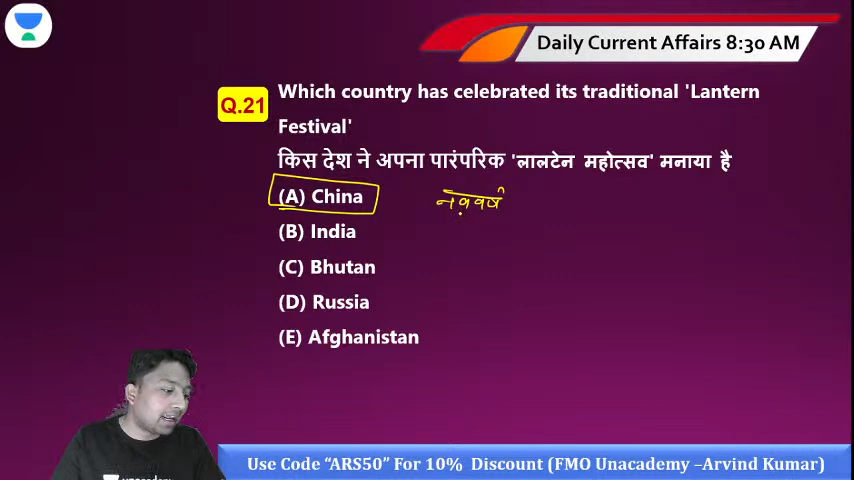 Daily Current Affairs 8:30 AM
Q.21
Which country has celebrated its traditional 'Lantern
Festival'
किस देश ने अपना पारंपरिक 'लालटेन महोत्सव' मनाया है
(A) China
नववर्ष
(B) India
(C) Bhutan
(D) Russia
(E) Afghanistan
Use Code “ARS50” For 10% Discount (FMO Unacademy –Arvind Kumar)